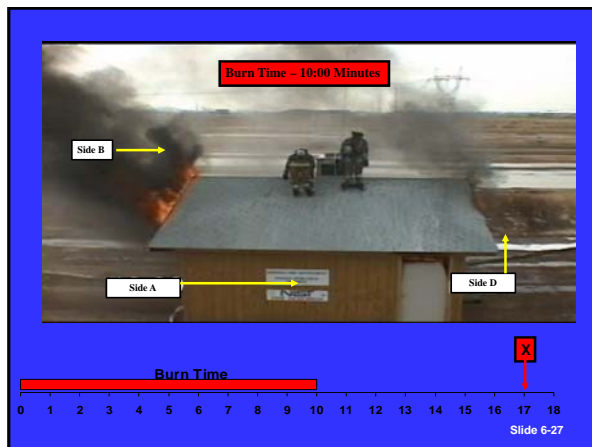 Burn Time – 10:00 Minutes
Side B
Side A
Side D
X
Burn Time
0 1 2 3 4 5 6 7 8 9 10 11 12 13 14 15 16 17 18
Slide 6-27